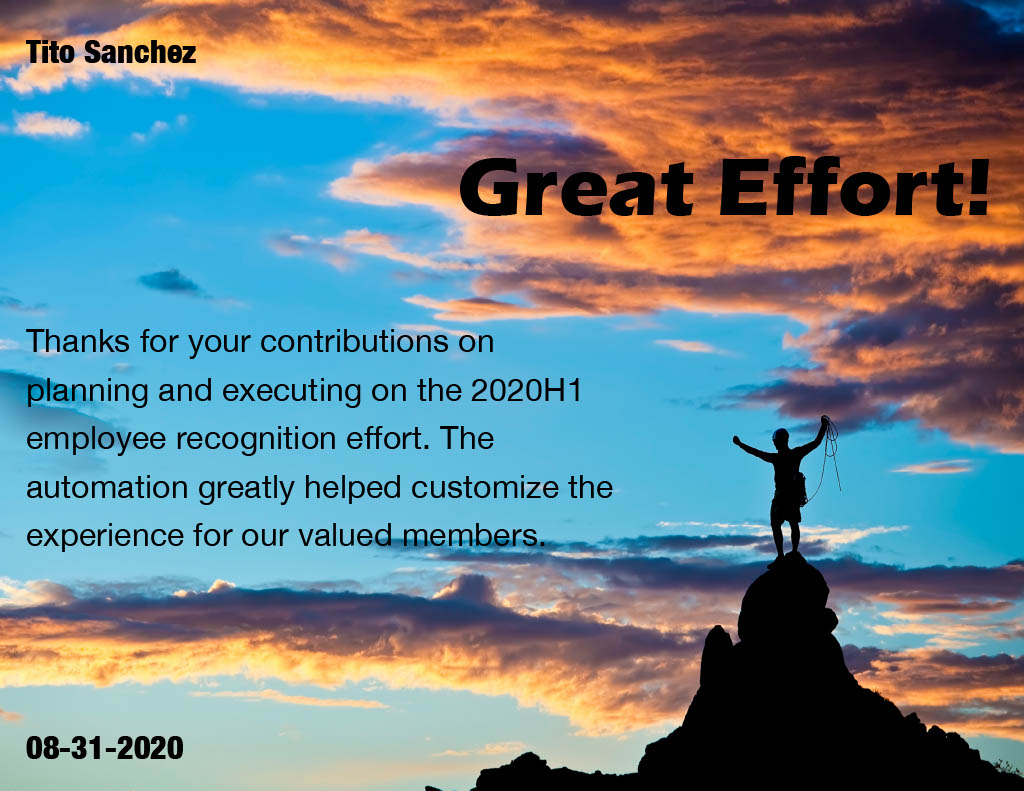 Tito Sanchez
Great Effort!
Thanks for your contributions on
planning and executing on the 2020H1
employee recognition effort. The
automation greatly helped customize the
experience for our valued members.
08-31-2020